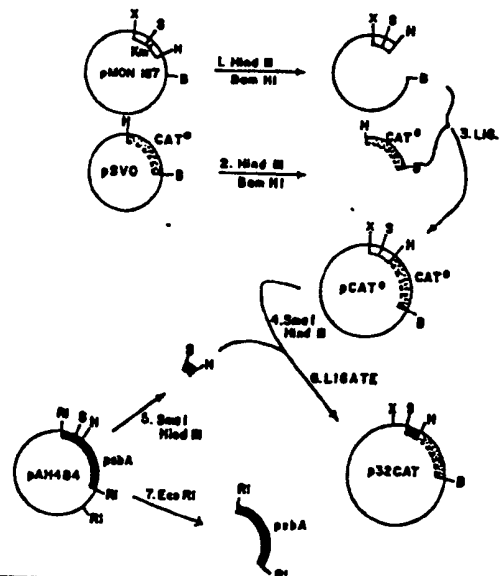 X
S
Km
H
pMON 187
B
1. Hind III
Bam HI
X
S
H
B
H
CAT°
pSVO
B
2. Hind III
Bam HI
H
CAT°
B
3. LIG.
X
S
H
CAT°
pCAT°
B
4. SmaI
Hind III
S
H
6. LIGATE
RI
S
H
5. SmaI
Hind III
psbA
pAH484
RI
RI
7. Eco RI
RI
psbA
RI
X
S
H
p32CAT
B